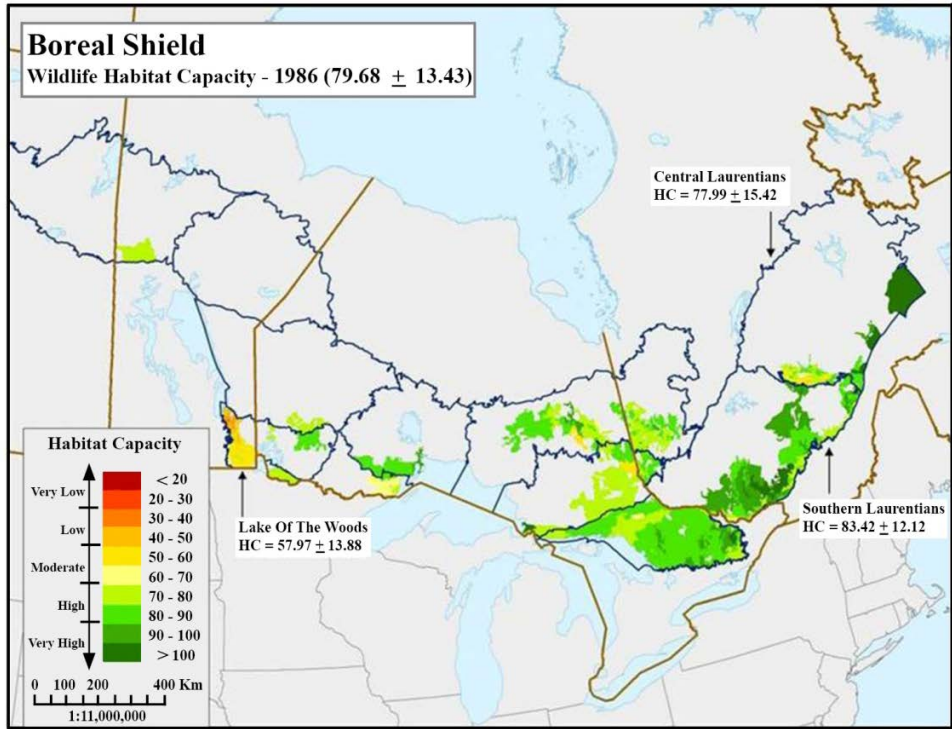 Boreal Shield
Wildlife Habitat Capacity - 1986 (79.68 ± 13.43)
Central Laurentians
HC = 77.99 ± 15.42
Habitat Capacity
Very Low
Low
Moderate
High
Very High
< 20
20 - 30
30 - 40
40 - 50
50 - 60
60 - 70
70 - 80
80 - 90
90 - 100
> 100
0 100 200 400 Km
1:11,000,000
Lake Of The Woods
HC = 57.97 ± 13.88
Southern Laurentians
HC = 83.42 ± 12.12